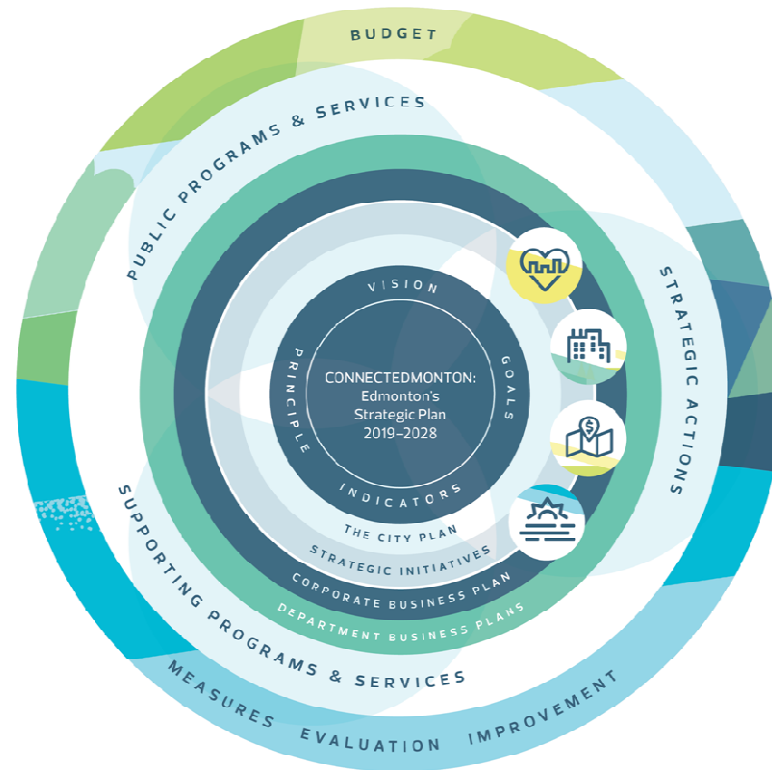 BUDGET
PUBLIC PROGRAMS & SERVICES
STRATEGIC ACTIONS
VISION
PRINCIPLE
GOALS
CONNECTEDMONTON:
Edmonton's
Strategic Plan
2019–2028
INDICATORS
THE CITY PLAN
STRATEGIC INITIATIVES
CORPORATE BUSINESS PLAN
DEPARTMENT BUSINESS PLANS
SUPPORTING PROGRAMS & SERVICES
MEASURES EVALUATION IMPROVEMENT
$